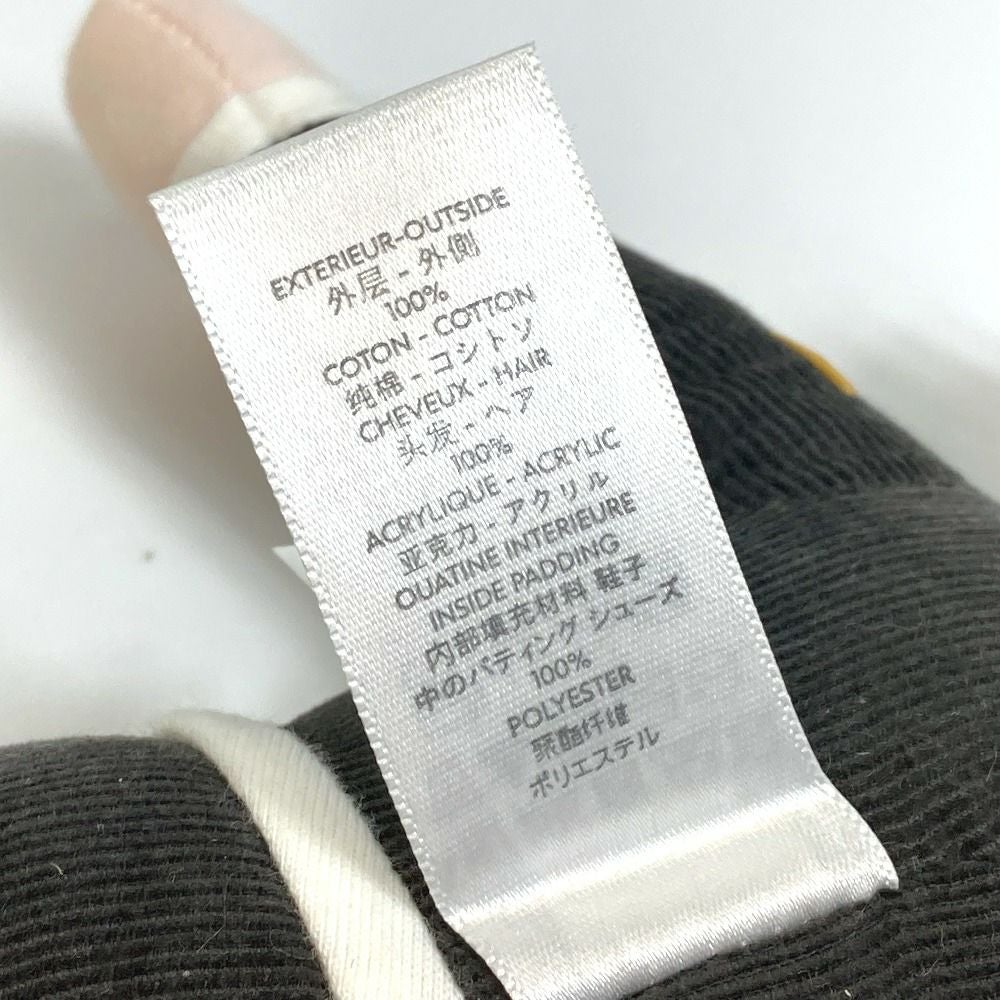 EXTERIEUR-OUTSIDE
外层 - 外側
100%
COTON - COTTON
纯棉 - コシトソ
CHEVEUX - HAIR
头发 - ヘア
100%
ACRYLIQUE - ACRYLIC
亚克力 - アクリル
OUATINE INTERIEURE
INSIDE PADDING
内部填充材料 鞋子
中のパティング シューズ
100%
POLYESTER
聚酯纤维
ポリエステル